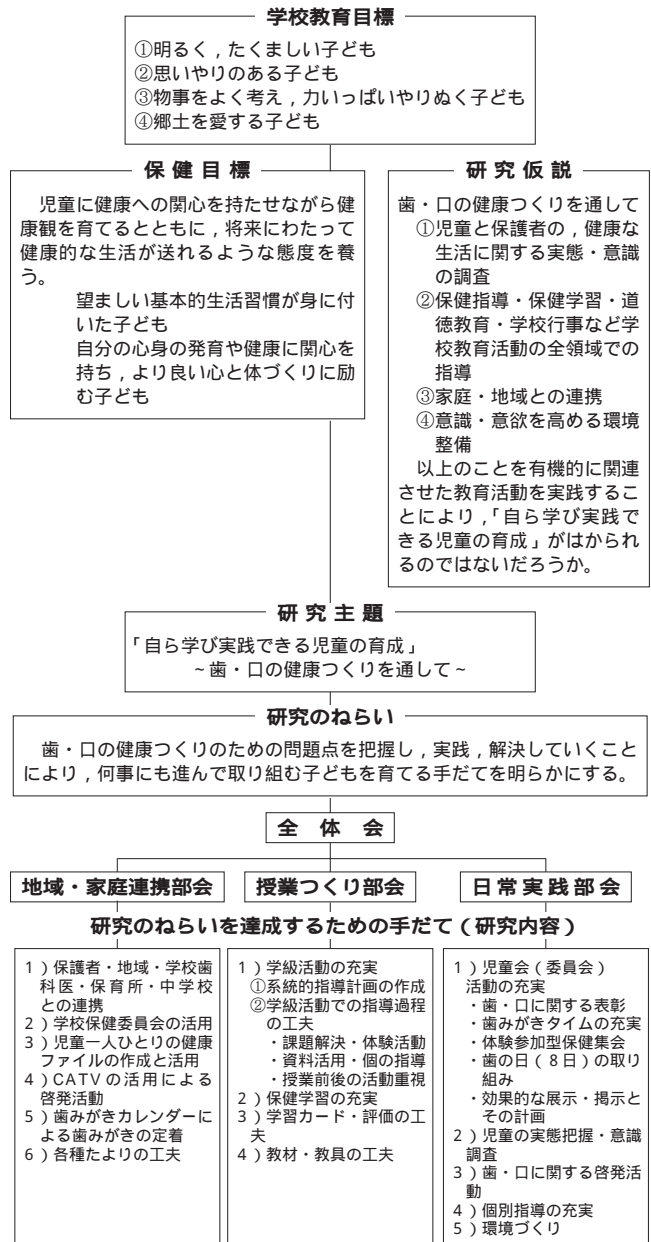 学校教育目標
①明るく，たくましい子ども
②思いやりのある子ども
③物事をよく考え，力いっぱいやりぬく子ども
④郷土を愛する子ども
保健目標
児童に健康への関心を持たせながら健
康観を育てるとともに，将来にわたって
健康的な生活が送れるような態度を養
う。
望ましい基本的生活習慣が身に付
いた子ども
自分の心身の発育や健康に関心を
持ち，より良い心と体づくりに励
む子ども
研究仮説
歯・口の健康つくりを通して
①児童と保護者の，健康な
生活に関する実態・意識
の調査
②保健指導・保健学習・道
徳教育・学校行事など学
校教育活動の全領域での
指導
③家庭・地域との連携
④意識・意欲を高める環境
整備
以上のことを有機的に関連
させた教育活動を実践するこ
とにより，「自ら学び実践で
きる児童の育成」がはかられ
るのではないだろうか。
研究主題
「自ら学び実践できる児童の育成」
~歯・口の健康つくりを通して~
研究のねらい
歯・口の健康つくりのための問題点を把握し，実践，解決していくこと
により，何事にも進んで取り組む子どもを育てる手だてを明らかにする。
全体会
地域・家庭連携部会
授業つくり部会
日常実践部会
研究のねらいを達成するための手だて（研究内容）
1）保護者・地域・学校歯
科医・保育所・中学校
との連携
2）学校保健委員会の活用
3）児童一人ひとりの健康
ファイルの作成と活用
4）CATVの活用による
啓発活動
5）歯みがきカレンダーに
よる歯みがきの定着
6）各種たよりの工夫
1）学級活動の充実
①系統的指導計画の作成
②学級活動での指導過程
の工夫
・課題解決・体験活動
・資料活用・個の指導
・授業前後の活動重視
2）保健学習の充実
3）学習カード・評価の工
夫
4）教材・教具の工夫
1）児童会（委員会）
活動の充実
・歯・口に関する表彰
・歯みがきタイムの充実
・体験参加型保健集会
・歯の日（8日）の取り
組み
・効果的な展示・掲示と
その計画
2）児童の実態把握・意識
調査
3）歯・口に関する啓発活
動
4）個別指導の充実
5）環境づくり